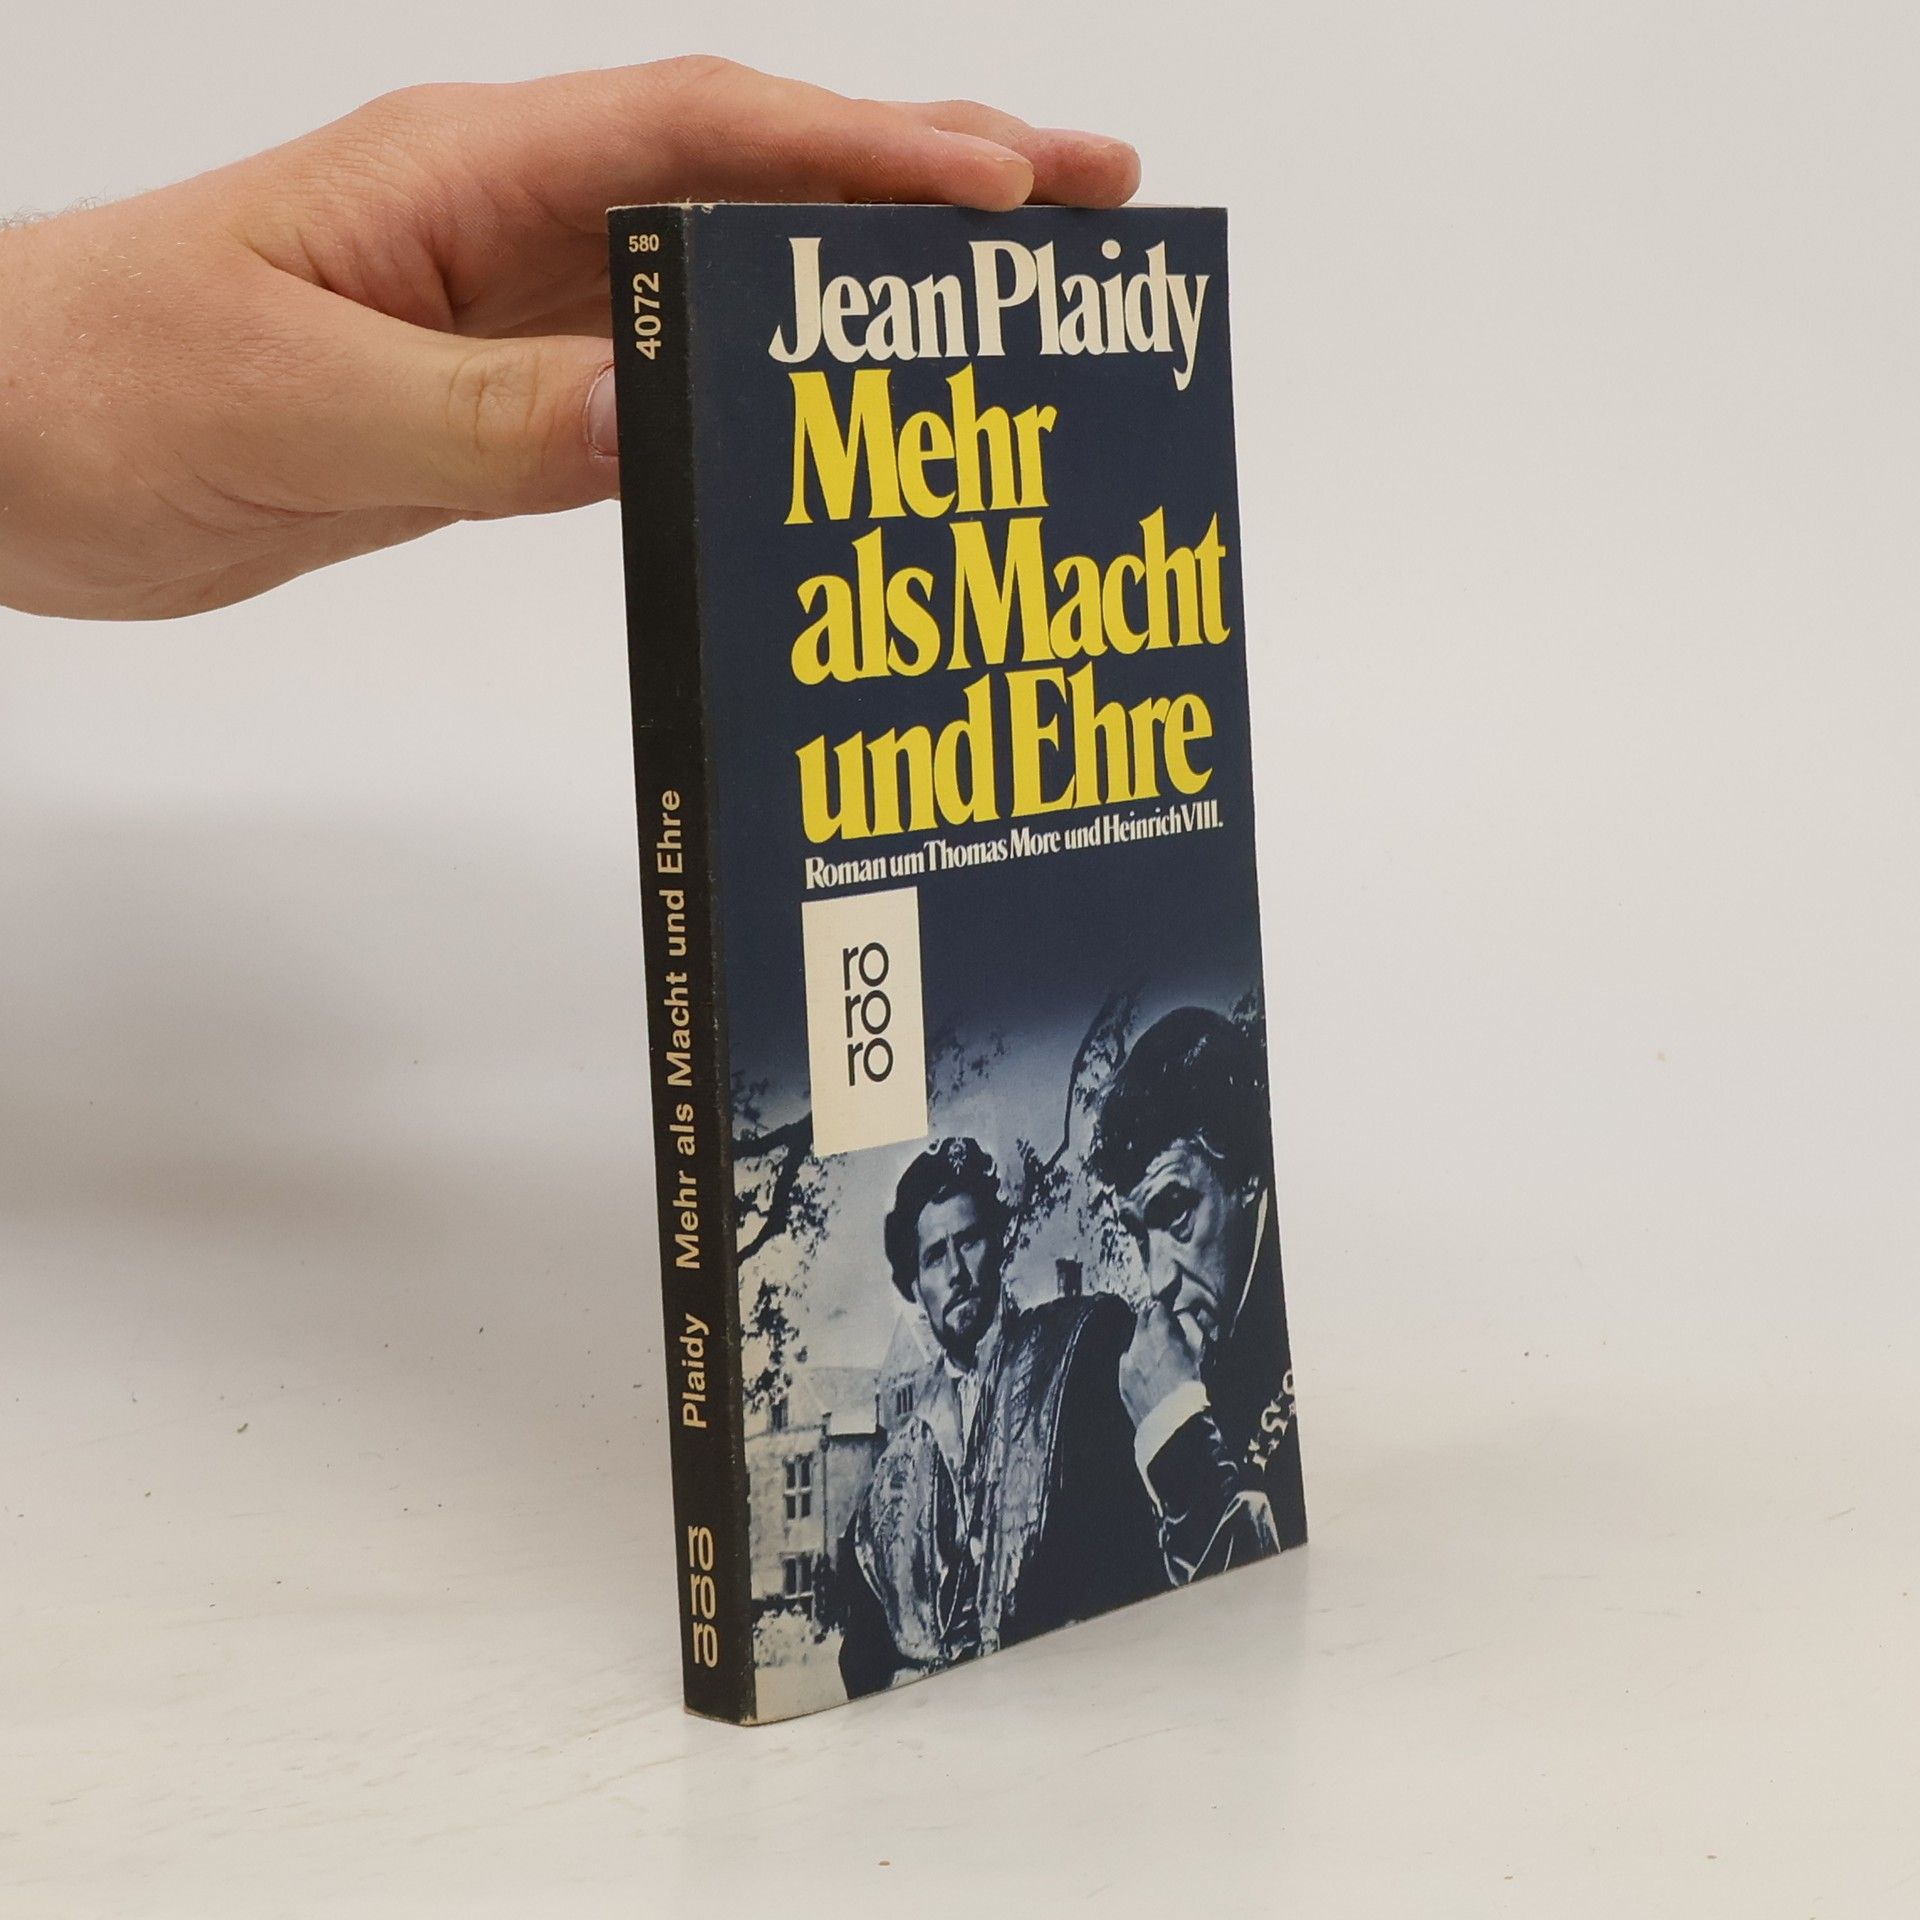 580
4072
Plaidy Mehr als Macht und Ehre
ro
ro
ro
Jean Plaidy
Mehr
als Macht
und Ehre
Roman um Thomas More und Heinrich VIII.
ro
ro
ro